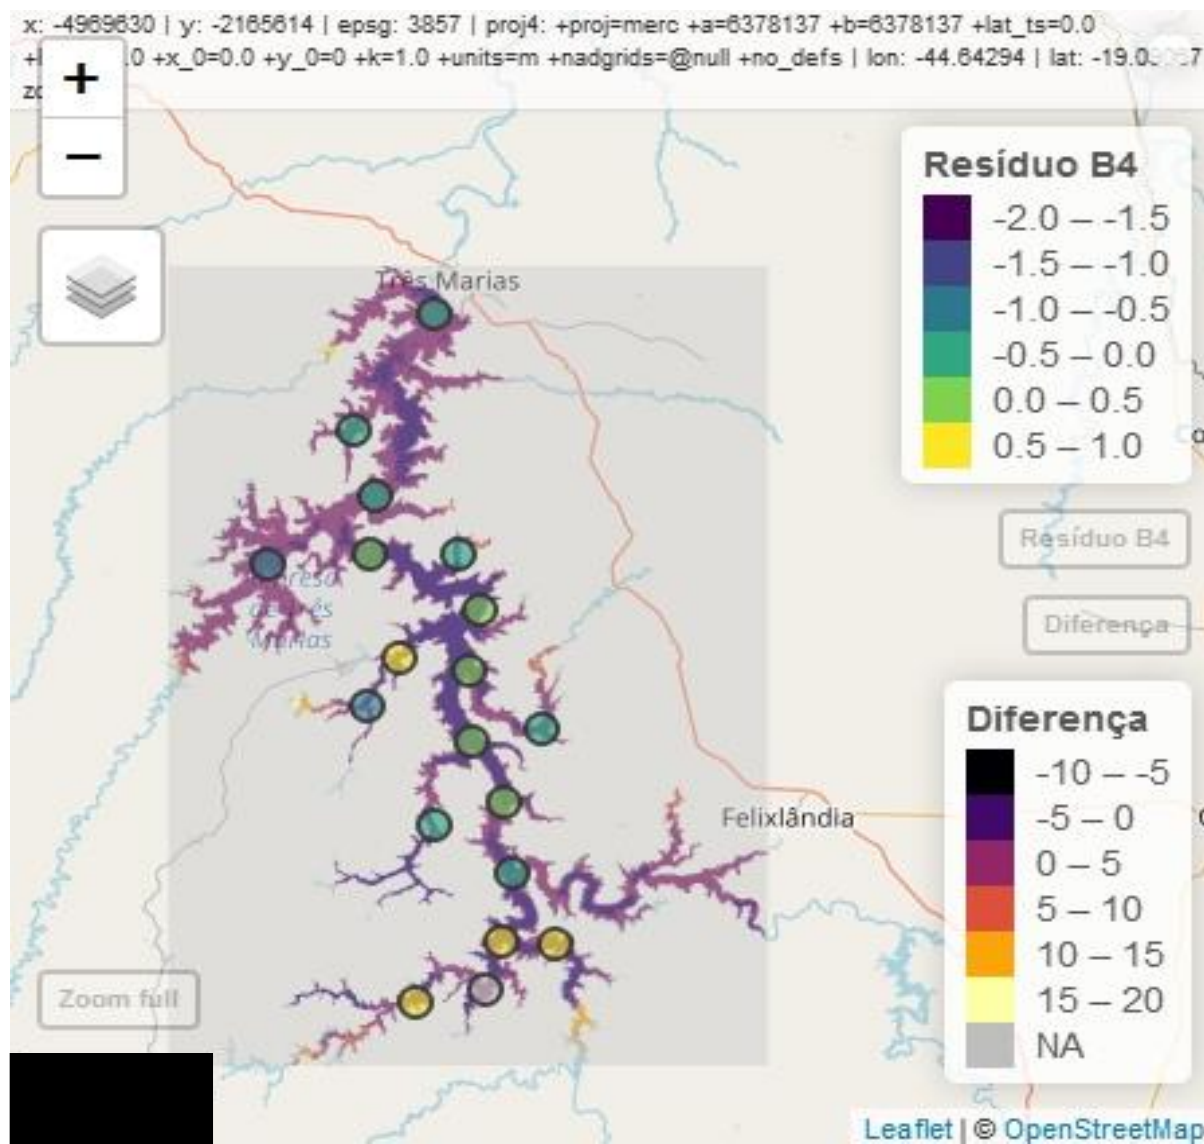 x: -4969630 | y: -2165614 | epsg: 3857 | proj4: +proj=merc +a=6378137 +b=6378137 +lat_ts=0.0
.0 +x_0=0.0 +y_0=0 +k=1.0 +units=m +nadgrids=@null +no_defs | lon: -44.64294 | lat:
+
−
Resíduo B4
-2.0 – -1.5
-1.5 – -1.0
-1.0 – -0.5
-0.5 – 0.0
0.0 – 0.5
0.5 – 1.0
Três Marias
Resíduo B4
de Três
Marias
Diferença
Diferença
-10 – -5
-5 – 0
0 – 5
5 – 10
10 – 15
15 – 20
NA
Felixlândia
Zoom full
Leaflet | © OpenStreetMap